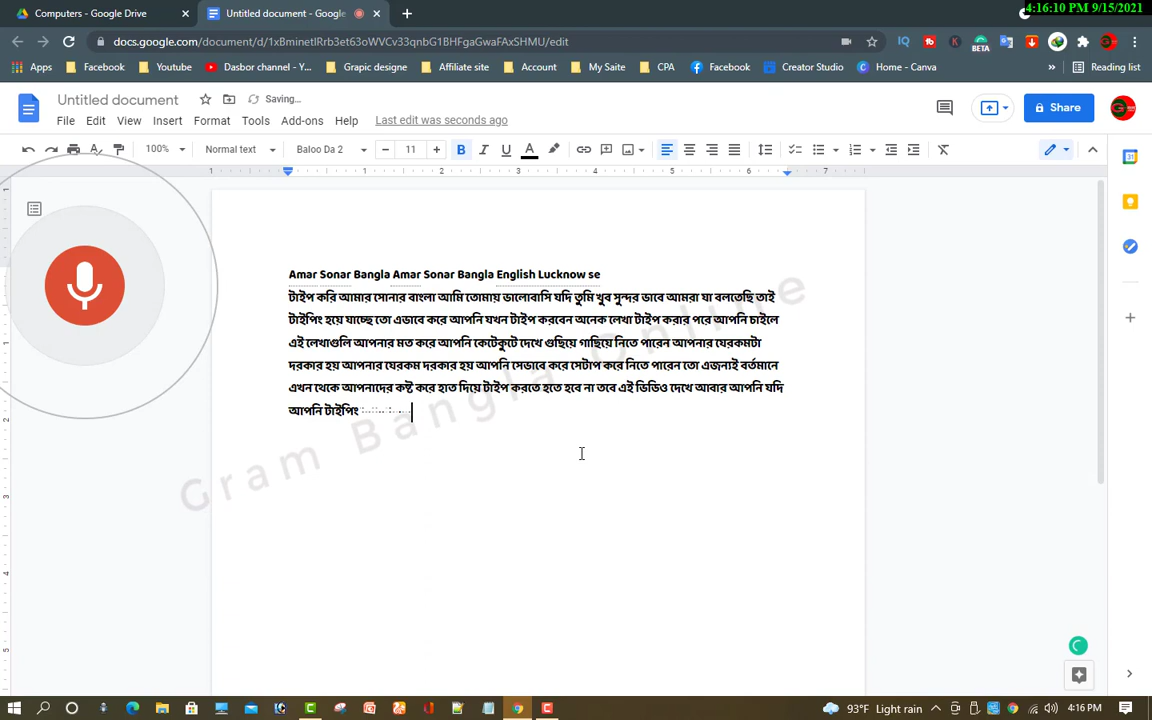 4:16:10 PM 9/15/2021
Computers - Google Drive
Untitled document - Google
docs.google.com/document/d/1xBminetIRrb3et63oWVCv33qnbG1BHFgaGwaFAxSHMU/edit
BETA
Apps
Facebook
Youtube
Dasbor channel - Y...
Grapic designe
Affiliate site
Account
My Saite
CPA
Facebook
Creator Studio
Home - Canva
Reading list
Untitled document
Saving...
File Edit View Insert Format Tools Add-ons Help
Last edit was seconds ago
Share
100%
Normal text
Baloo Da 2
11
Amar Sonar Bangla Amar Sonar Bangla English Lucknow se
টাইপ করি আমার সোনার বাংলা আমি তোমায় ভালোবাসি যদি তুমি খুব সুন্দর ভাবে আমরা যা বলতেছি তাই
টাইপিং হয়ে যাচ্ছে তো এভাবে করে আপনি যখন টাইপ করবেন অনেক লেখা টাইপ করার পরে আপনি চাইলে
এই লেখাগুলি আপনার মত করে আপনি কেটেকুটে দেখে গুছিয়ে গাছিয়ে নিতে পারেন আপনার যেরকমটা
দরকার হয় আপনার যেরকম দরকার হয় আপনি সেভাবে করে সেটাপ করে নিতে পারেন তো এজন্যই বর্তমানে
এখন থেকে আপনাদের কষ্ট করে হাত দিয়ে টাইপ করতে হতে হবে না তবে এই ভিডিও দেখে আবার আপনি যদি
আপনি টাইপিং
Gram Bangla Online
93°F Light rain
4:16 PM